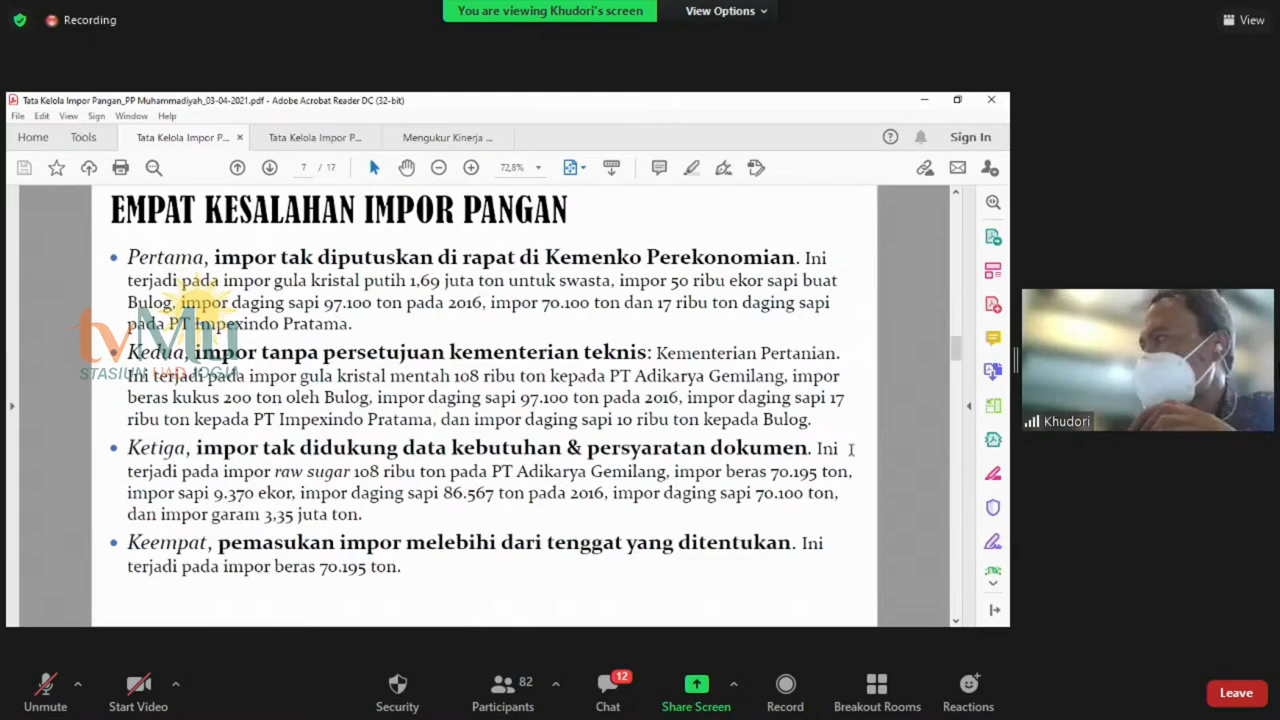 Recording
You are viewing Khudori's screen
View Options
View
Tata Kelola Impor Pangan_PP Muhammadiyah_03-04-2021.pdf - Adobe Acrobat Reader DC (32-bit)
File Edit View Sign Window Help
Home Tools Tata Kelola Impor P... Tata Kelola Impor P... Mengukur Kinerja ... Sign In
7 / 17 72,8%
EMPAT KESALAHAN IMPOR PANGAN
• Pertama, impor tak diputuskan di rapat di Kemenko Perekonomian. Ini
terjadi pada impor gula kristal putih 1,69 juta ton untuk swasta, impor 50 ribu ekor sapi buat
Bulog, impor daging sapi 97.100 ton pada 2016, impor 70.100 ton dan 17 ribu ton daging sapi
pada PT Impexindo Pratama.
• Kedua, impor tanpa persetujuan kementerian teknis: Kementerian Pertanian.
Ini terjadi pada impor gula kristal mentah 108 ribu ton kepada PT Adikarya Gemilang, impor
beras kukus 200 ton oleh Bulog, impor daging sapi 97.100 ton pada 2016, impor daging sapi 17
ribu ton kepada PT Impexindo Pratama, dan impor daging sapi 10 ribu ton kepada Bulog.
• Ketiga, impor tak didukung data kebutuhan & persyaratan dokumen. Ini
terjadi pada impor raw sugar 108 ribu ton pada PT Adikarya Gemilang, impor beras 70.195 ton,
impor sapi 9.370 ekor, impor daging sapi 86.567 ton pada 2016, impor daging sapi 70.100 ton,
dan impor garam 3,35 juta ton.
• Keempat, pemasukan impor melebihi dari tenggat yang ditentukan. Ini
terjadi pada impor beras 70.195 ton.
tvMu
STASIUN UAD JOGJA
Khudori
Unmute
Start Video
Security
82
Participants
12
Chat
Share Screen
Record
Breakout Rooms
Reactions
Leave